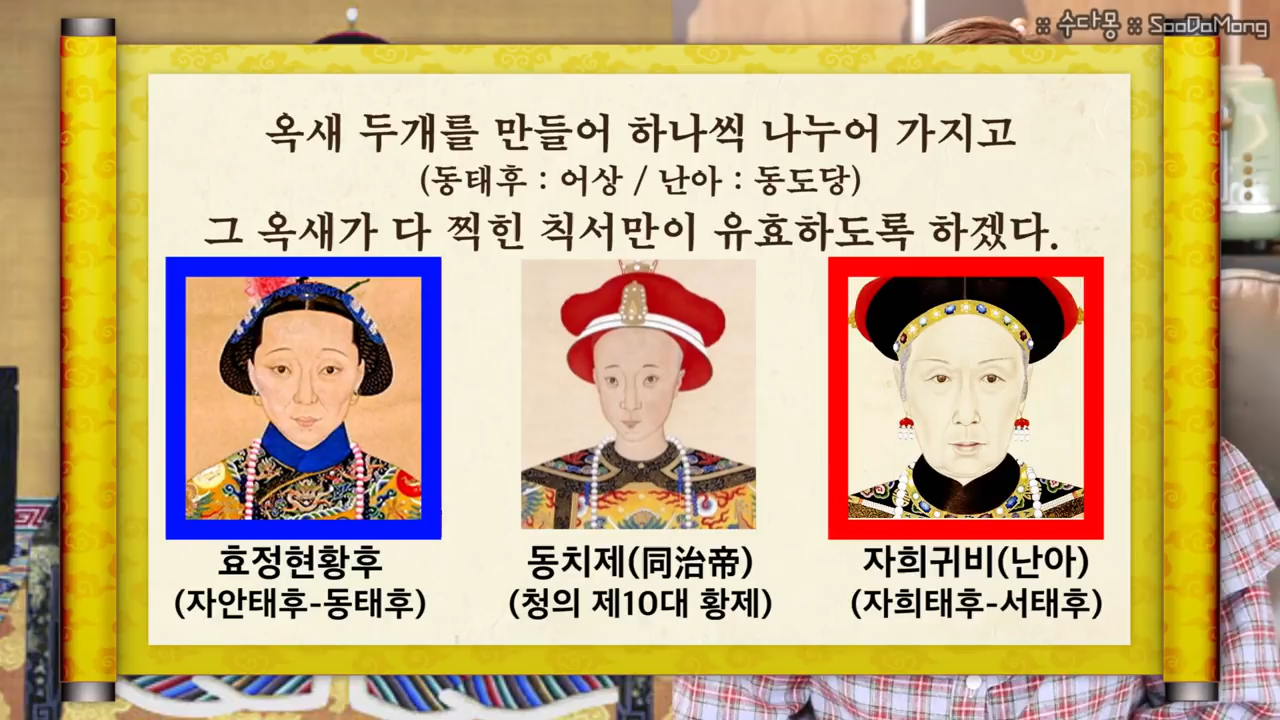 :: 수다몽 :: SooDaMong
옥새 두개를 만들어 하나씩 나누어 가지고
(동태후 : 어상 / 난아 : 동도당)
그 옥새가 다 찍힌 칙서만이 유효하도록 하겠다.
효정현황후
(자안태후-동태후)
동치제(同治帝)
(청의 제10대 황제)
자희귀비(난아)
(자희태후-서태후)